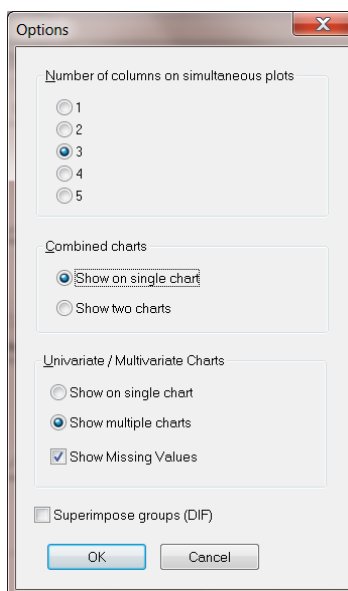 Options
Number of columns on simultaneous plots
1
2
3
4
5
Combined charts
Show on single chart
Show two charts
Univariate / Multivariate Charts
Show on single chart
Show multiple charts
Show Missing Values
Superimpose groups (DIF)
OK Cancel